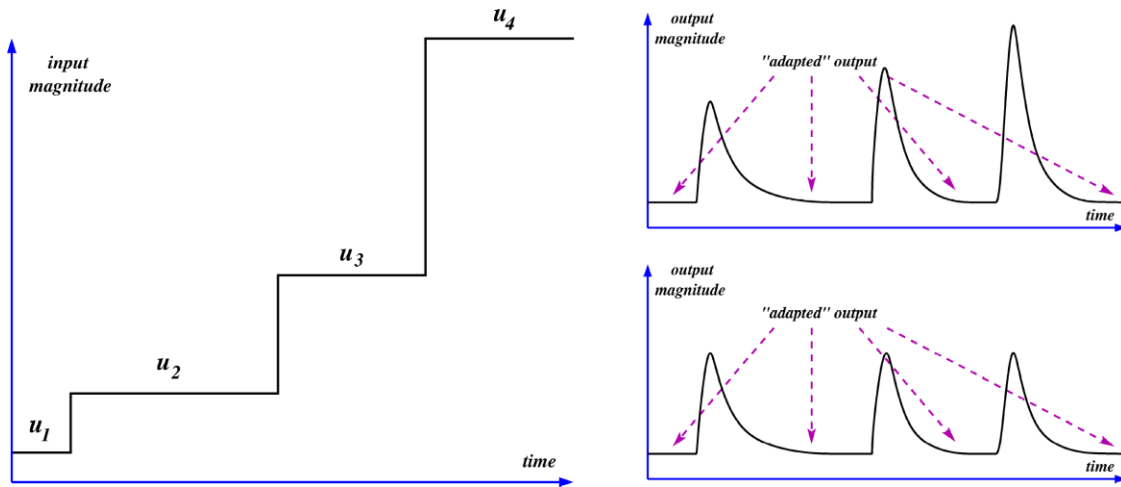 input
magnitude
u1
u2
u3
u4
time
output
magnitude
"adapted" output
time
output
magnitude
"adapted" output
time